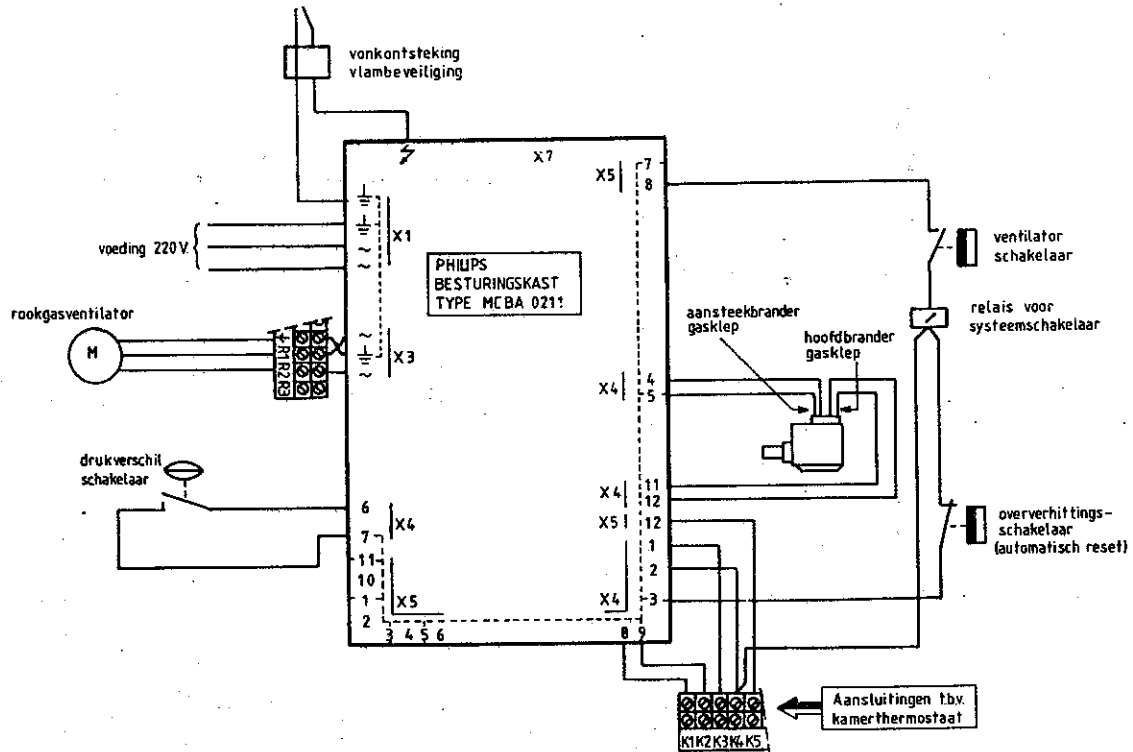 vonkontsteking
vlambeveiliging
X7
X5
7
8
voeding 220 V.
X1
~
~
PHILIPS
BESTURINGSKAST
TYPE MCBA 0211
ventilator
schakelaar
rookgasventilator
M
R1
R2
R3
~
~
X3
aansteekbrander
gasklep
hoofdbrander
gasklep
relais voor
systeemschakelaar
X4
4
5
drukverschil
schakelaar
6
X4
7
11
10
1
X5
2
3 4 5 6
X4
11
12
X5
12
1
2
X4
3
8 9
oververhittings-
schakelaar
(automatisch reset)
K1 K2 K3 K4 K5
Aansluitingen t.b.v.
kamerthermostaat